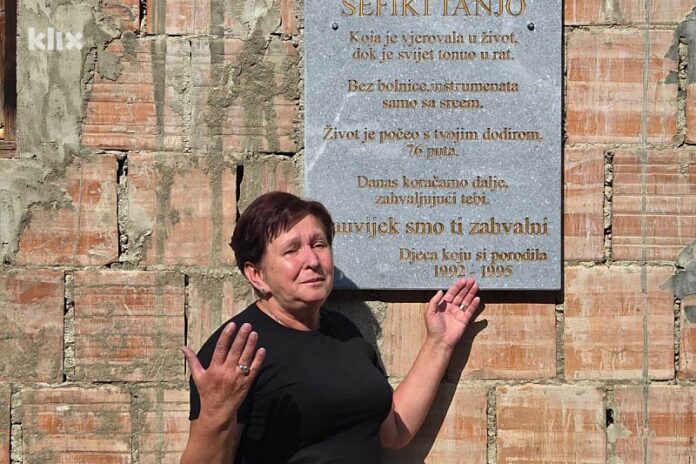 klix
ŠEFIKI TANJO
Koja je vjerovala u život,
dok je svijet tonuo u rat.
Bez bolnice, instrumenata
samo sa srcem.
Život je počeo s tvojim dodirom,
76 puta.
Danas koračamo dalje,
zahvaljujući tebi.
auvijek smo ti zahvalni
Djeca koju si porodila
1992 - 1995